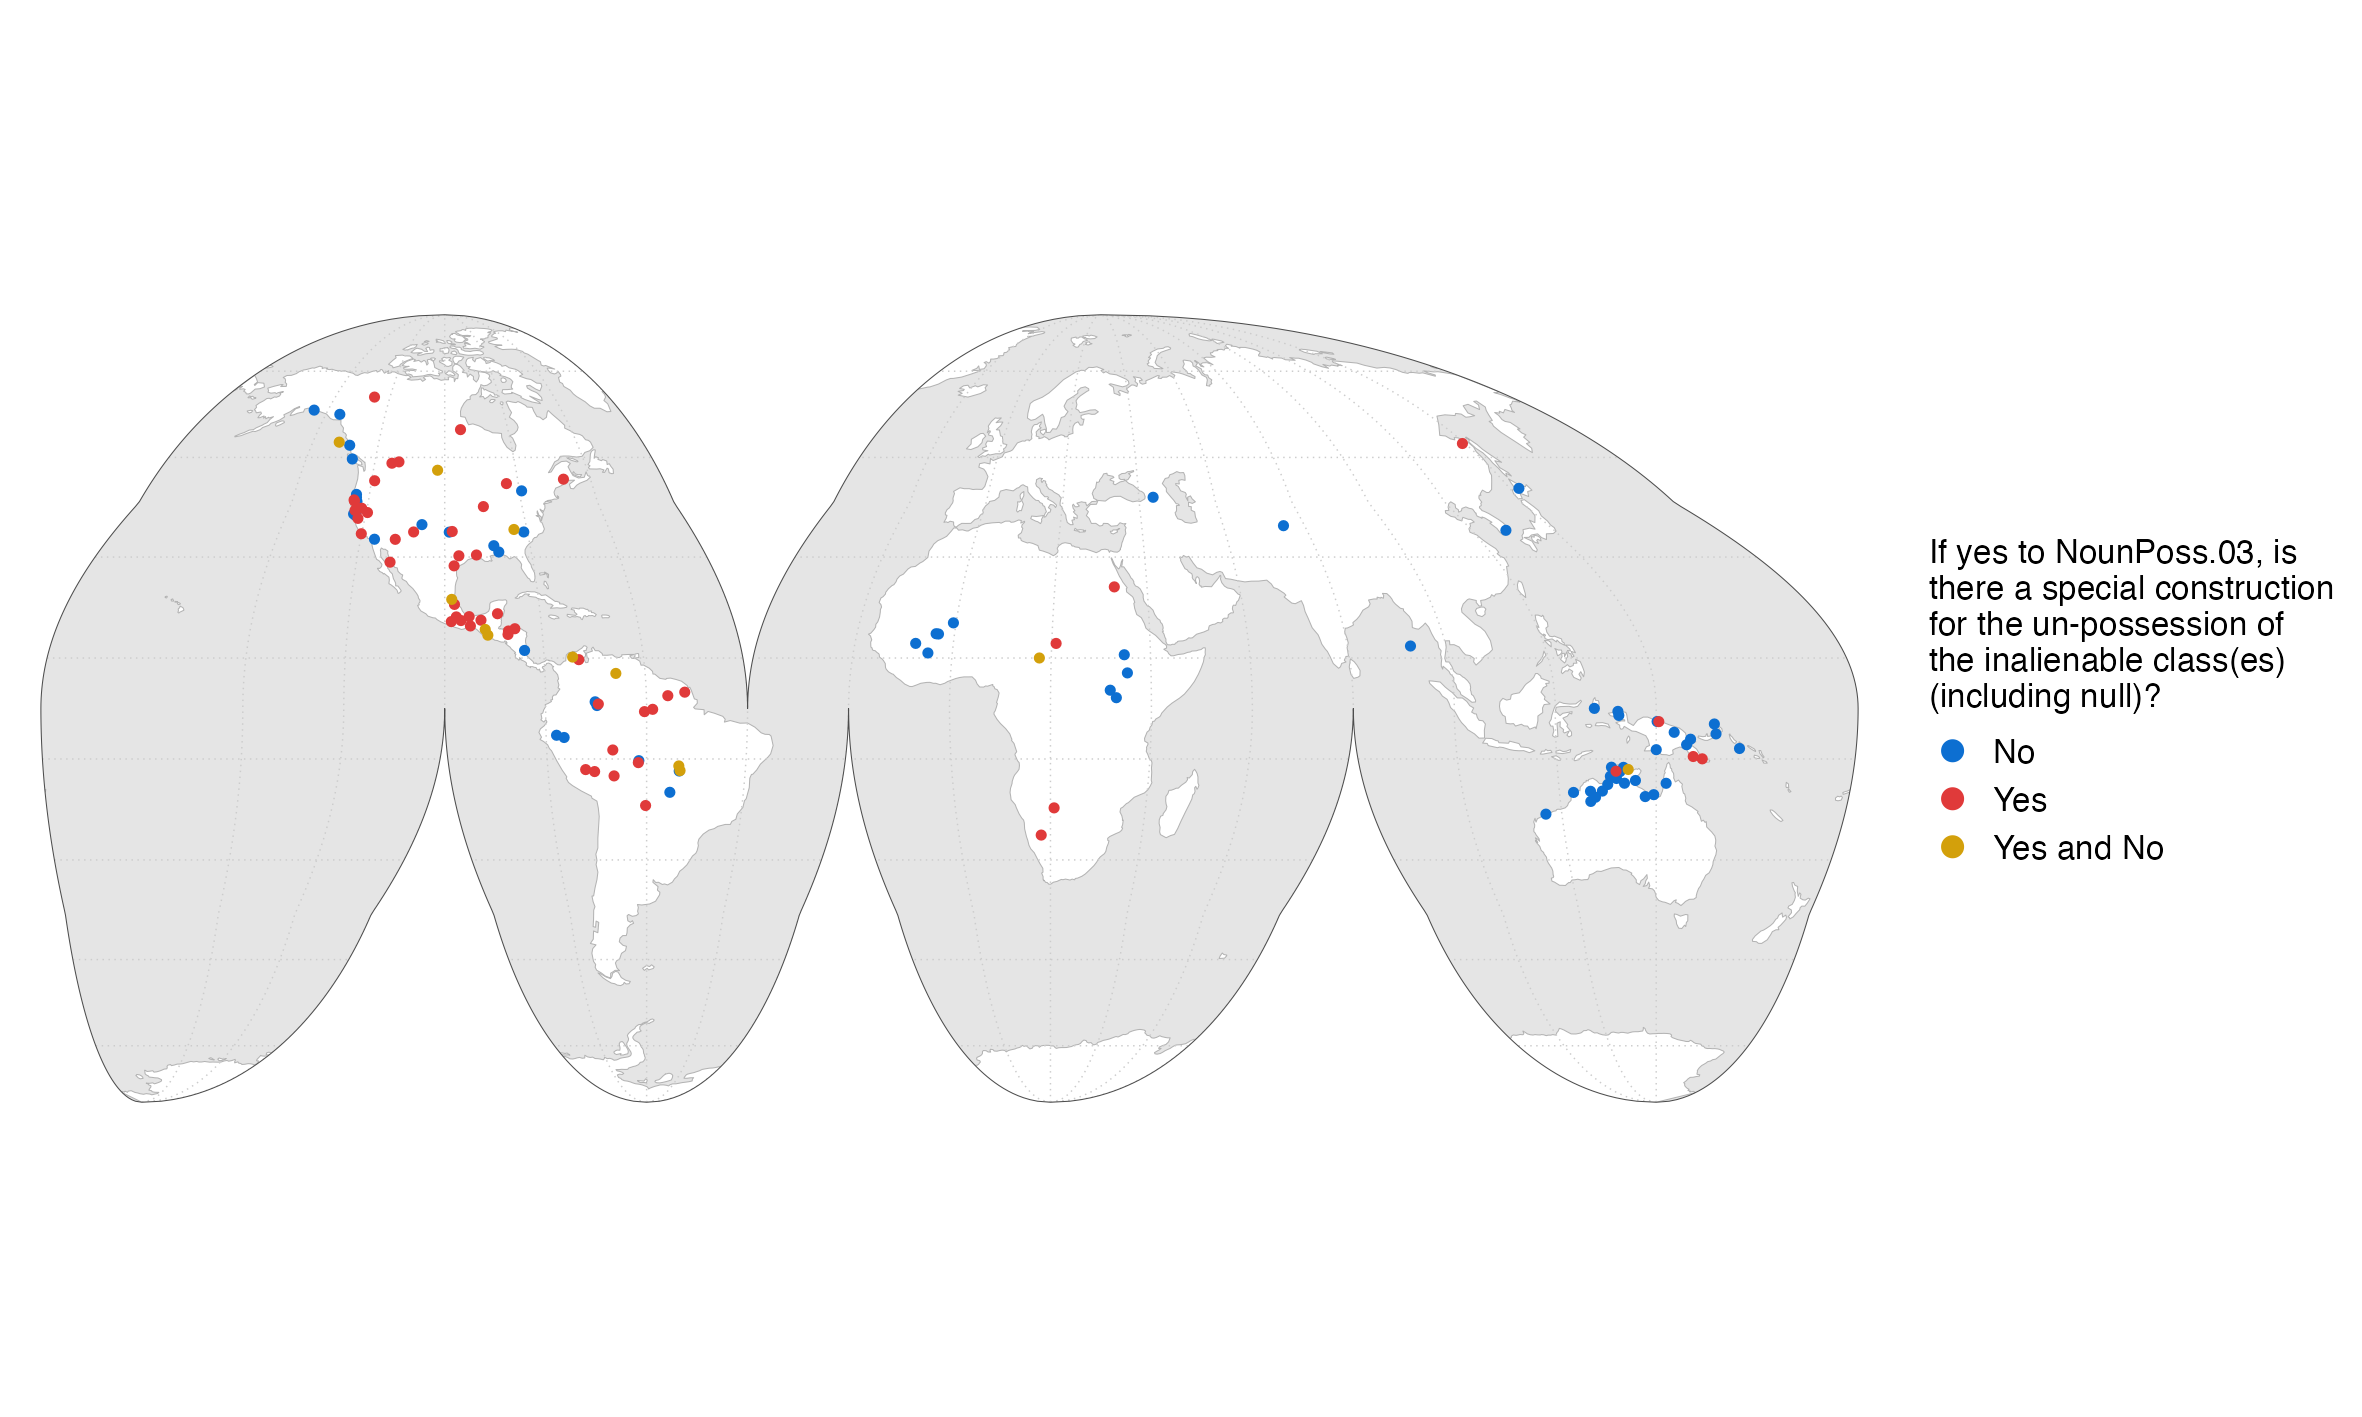 If yes to NounPoss.03, is
there a special construction
for the un-possession of
the inalienable class(es)
(including null)?
No
Yes
Yes and No